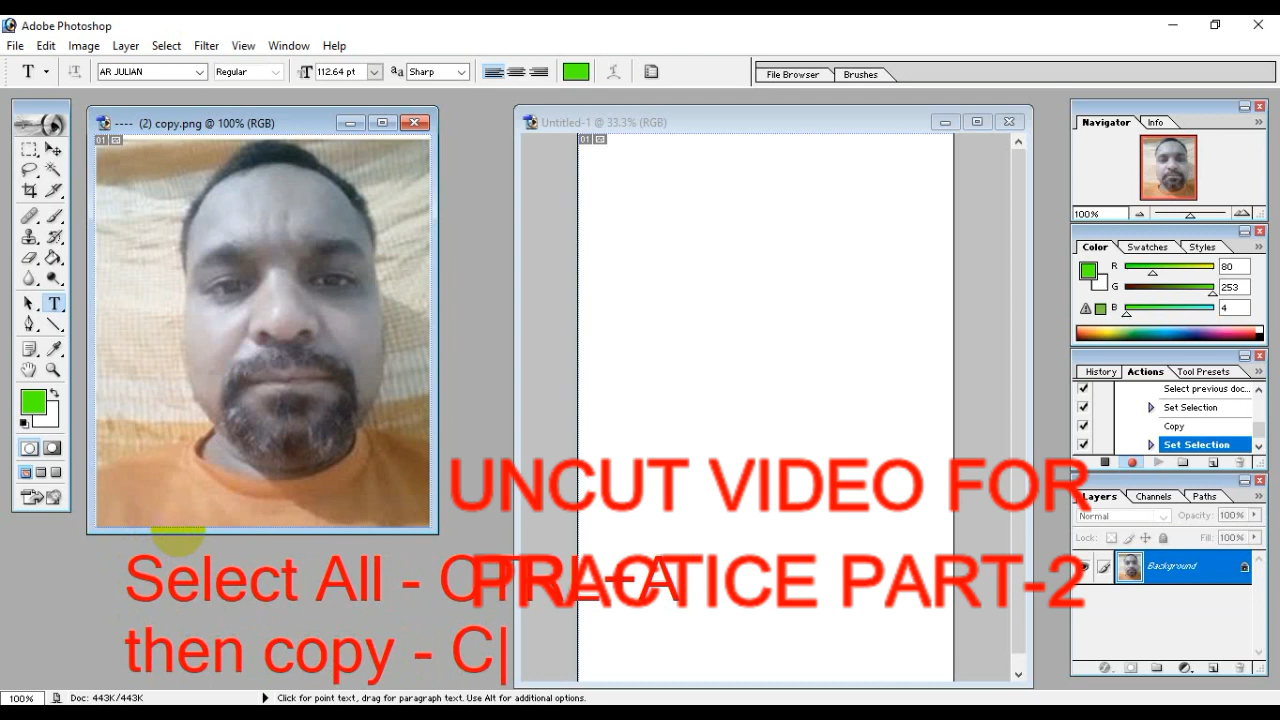 Adobe Photoshop
File Edit Image Layer Select Filter View Window Help
AR JULIAN Regular 112.64 pt aa Sharp File Browser Brushes
---- (2) copy.png @ 100% (RGB)
Untitled-1 @ 33.3% (RGB)
01
01
Navigator Info
100%
Color Swatches Styles
R 80
G 253
B 4
History Actions Tool Presets
Select previous doc...
Set Selection
Copy
Set Selection
Layers Channels Paths
Normal Opacity: 100%
Lock: Fill: 100%
Background
UNCUT VIDEO FOR
PRACTICE PART-2
Select All - CTRL+A
then copy - C|
100% Doc: 443K/443K Click for point text, drag for paragraph text. Use Alt for additional options.